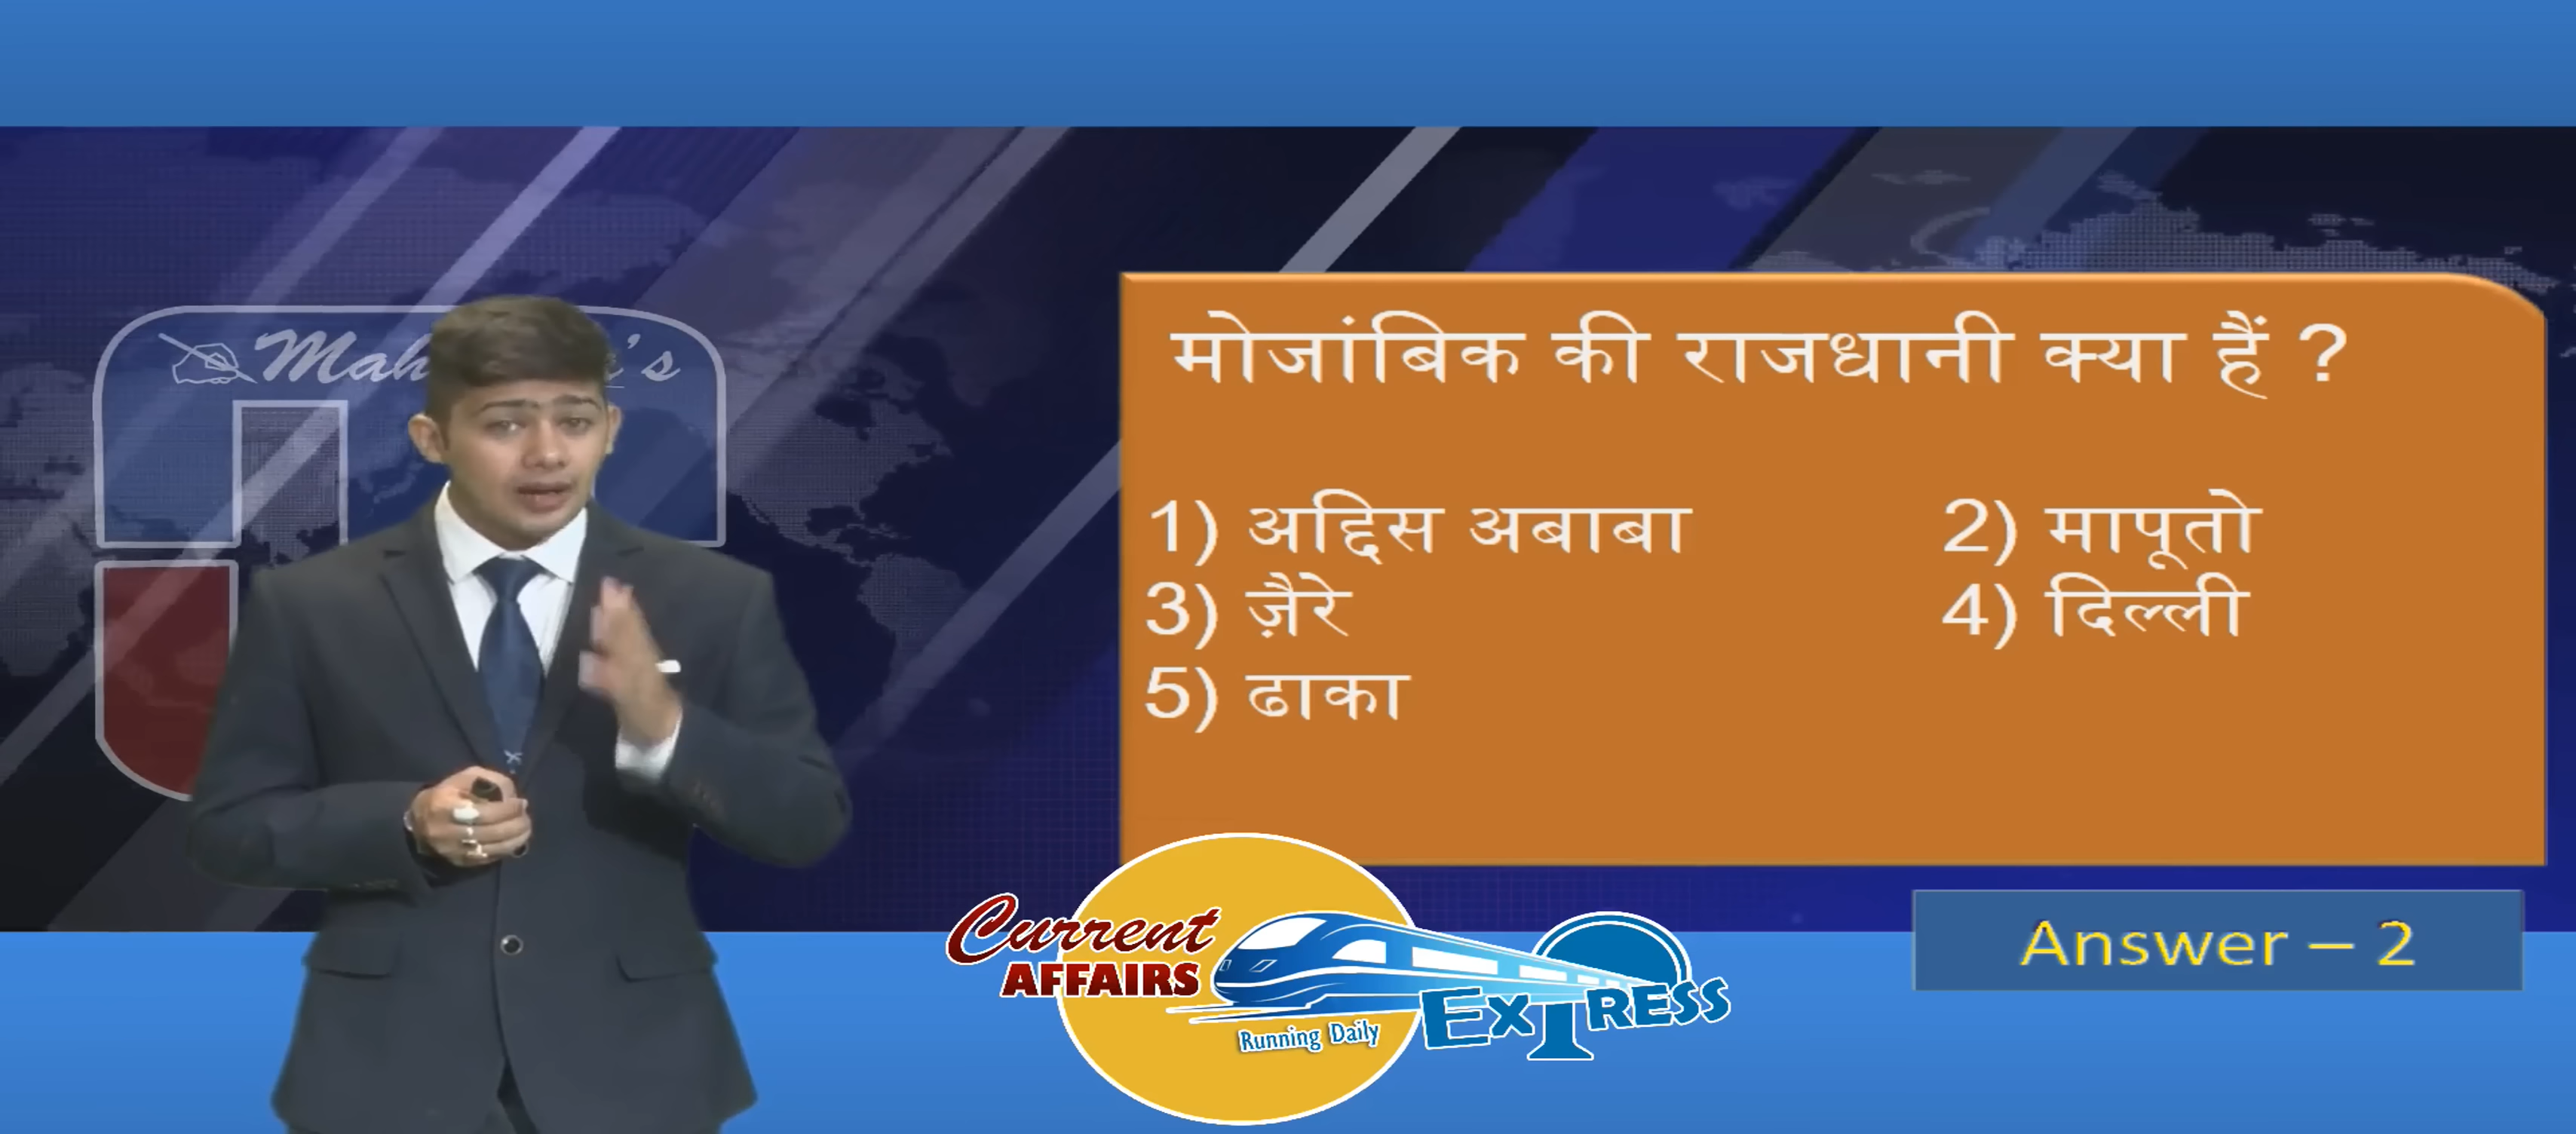 मोजांबिक की राजधानी क्या हैं ?
1) अद्दिस अबाबा 2) मापूतो
3) ज़ैरे 4) दिल्ली
5) ढाका
Answer – 2
Current
AFFAIRS
EXPRESS
Running Daily